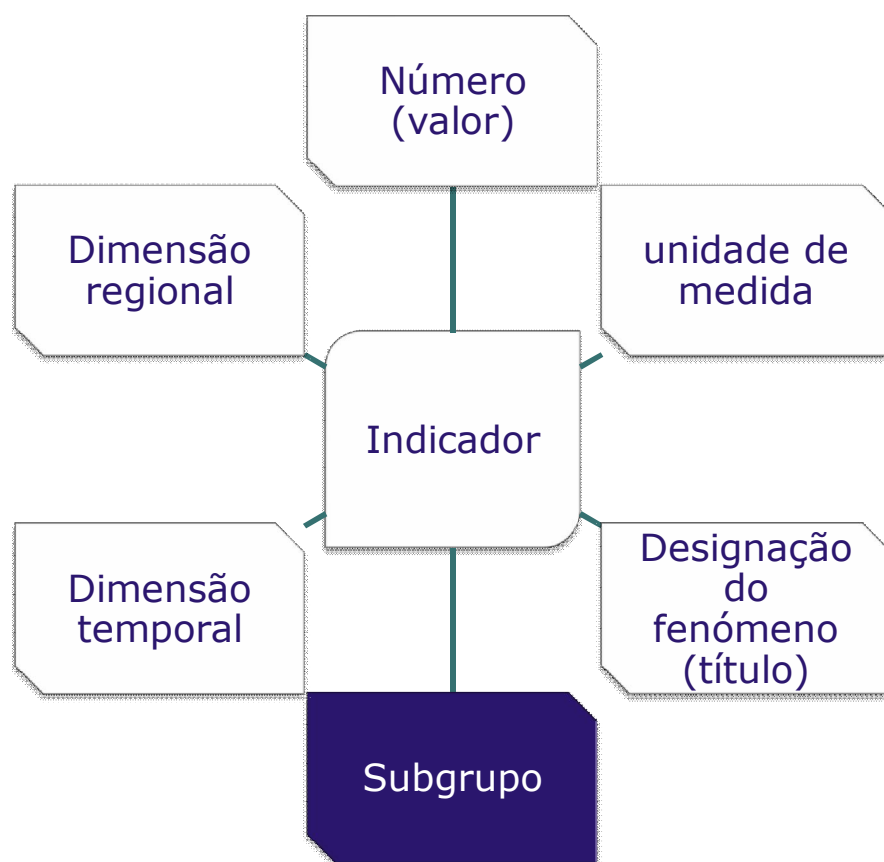 Número
(valor)
Dimensão
regional
unidade de
medida
Indicador
Dimensão
temporal
Designação
do
fenómeno
(título)
Subgrupo